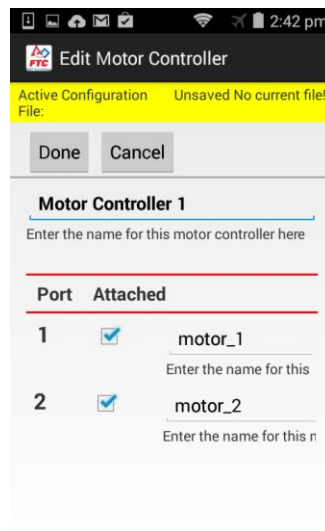 2:42 pm
FTC Edit Motor Controller
Active Configuration File: Unsaved No current file!
Done Cancel
Motor Controller 1
Enter the name for this motor controller here
Port Attached
1 motor_1
Enter the name for this
2 motor_2
Enter the name for this n